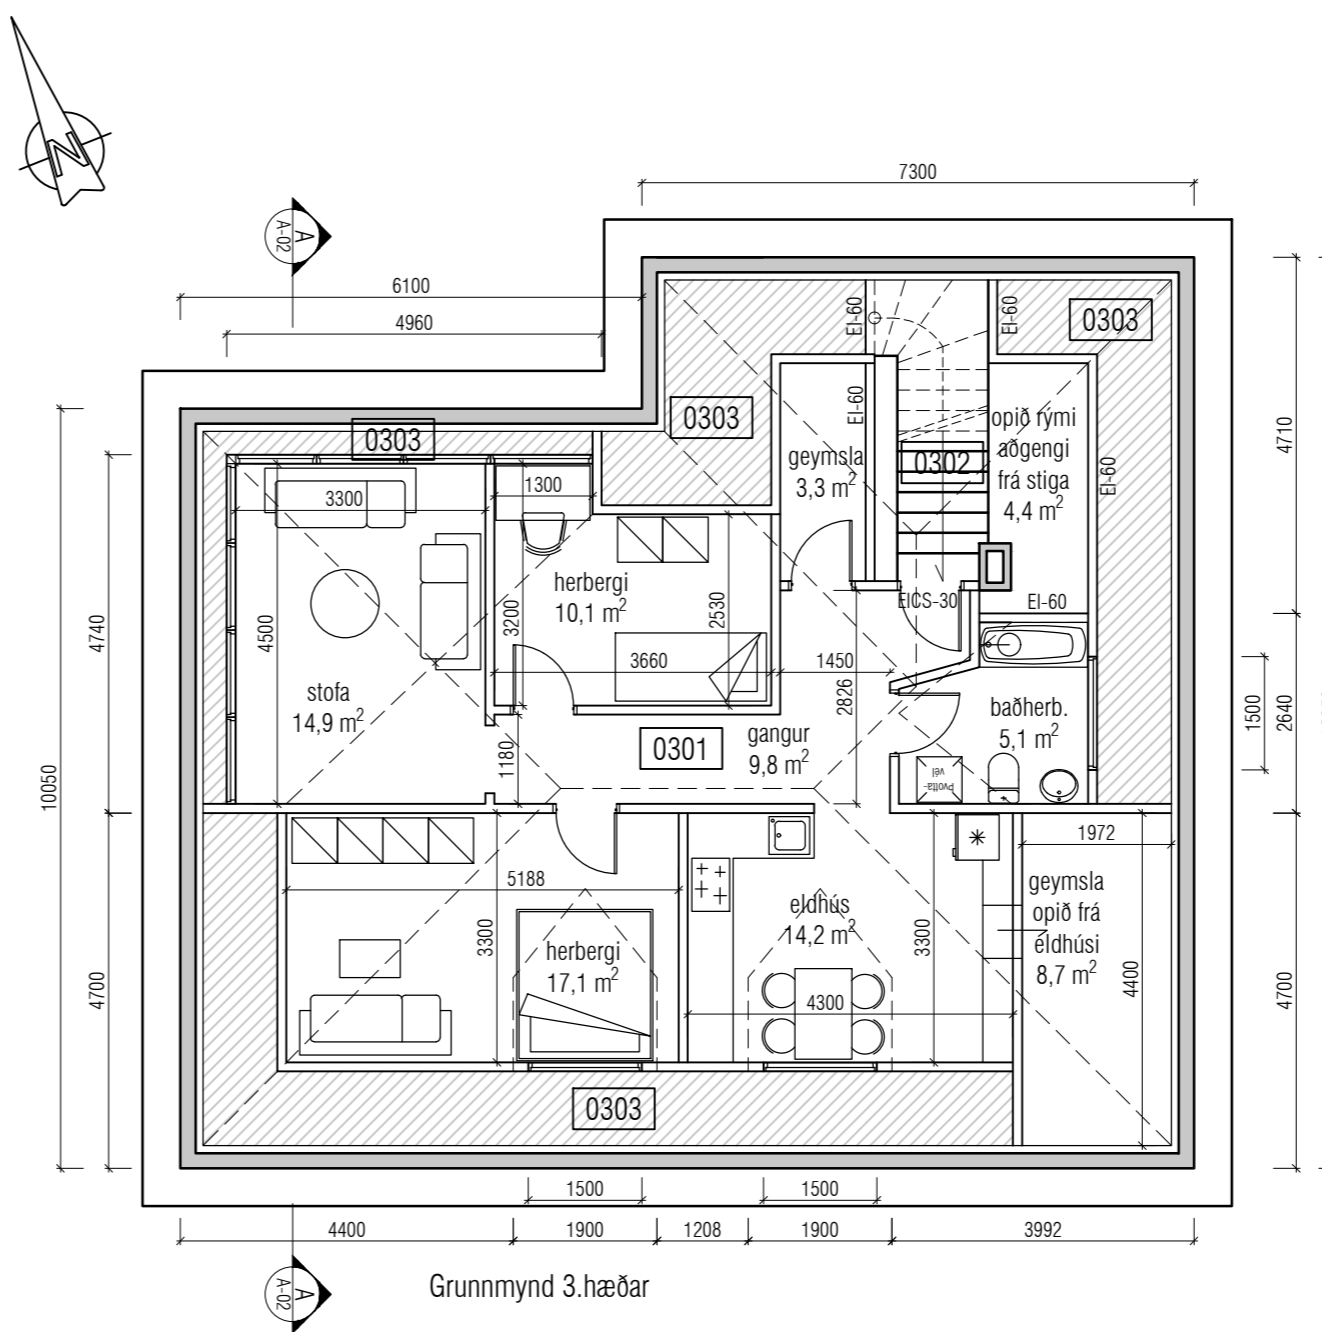 N
7300
A
A-02
6100
4960
0303
0303
0303
EI-60
EI-60
EI-60
EI-60
opið rými
aðgengi
frá stiga
4,4 m²
geymsla
3,3 m²
0302
4710
3300
1300
herbergi
10,1 m²
3200
2530
4500
4740
EICS-30
EI-60
3660
1450
2826
stofa
14,9 m²
baðherb.
5,1 m²
1500
2640
0301
gangur
9,8 m²
1180
Þvotta-
vél
10050
1972
5188
3300
geymsla
opið frá
eldhúsi
8,7 m²
eldhús
14,2 m²
3300
herbergi
17,1 m²
4400
4700
4700
4300
0303
1500
1500
4400
1900
1208
1900
3992
A
A-02
Grunnmynd 3.hæðar